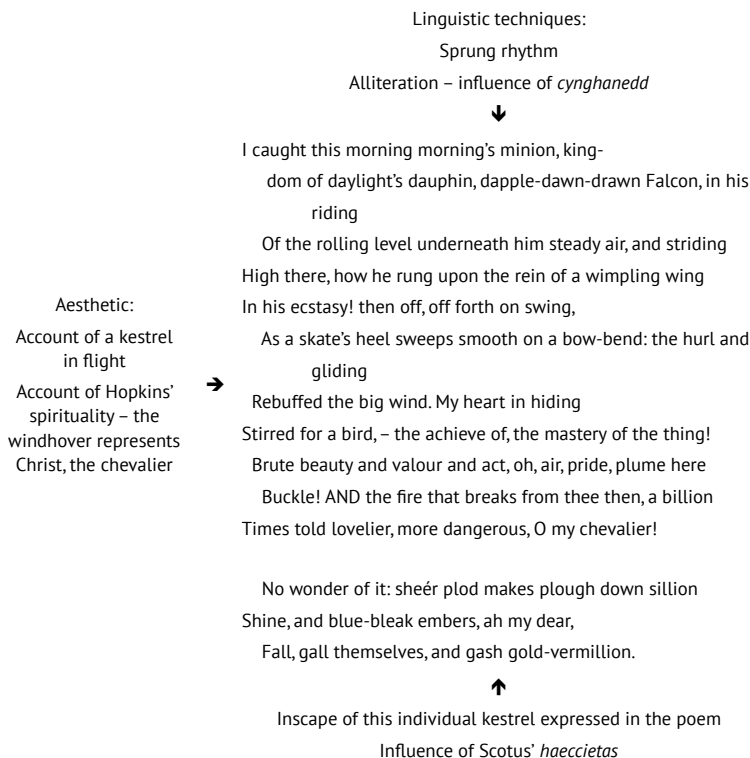 Linguistic techniques:
Sprung rhythm
Alliteration – influence of cynghanedd
🡻
I caught this morning morning's minion, king-
dom of daylight's dauphin, dapple-dawn-drawn Falcon, in his
riding
Of the rolling level underneath him steady air, and striding
High there, how he rung upon the rein of a wimpling wing
In his ecstasy! then off, off forth on swing,
As a skate's heel sweeps smooth on a bow-bend: the hurl and
gliding
Rebuffed the big wind. My heart in hiding
Stirred for a bird, – the achieve of, the mastery of the thing!
Brute beauty and valour and act, oh, air, pride, plume here
Buckle! AND the fire that breaks from thee then, a billion
Times told lovelier, more dangerous, O my chevalier!
No wonder of it: sheér plod makes plough down sillion
Shine, and blue-bleak embers, ah my dear,
Fall, gall themselves, and gash gold-vermillion.
🡹
Inscape of this individual kestrel expressed in the poem
Influence of Scotus' haeccietas
Aesthetic:
Account of a kestrel
in flight
Account of Hopkins'
spirituality – the
windhover represents
Christ, the chevalier
🡺